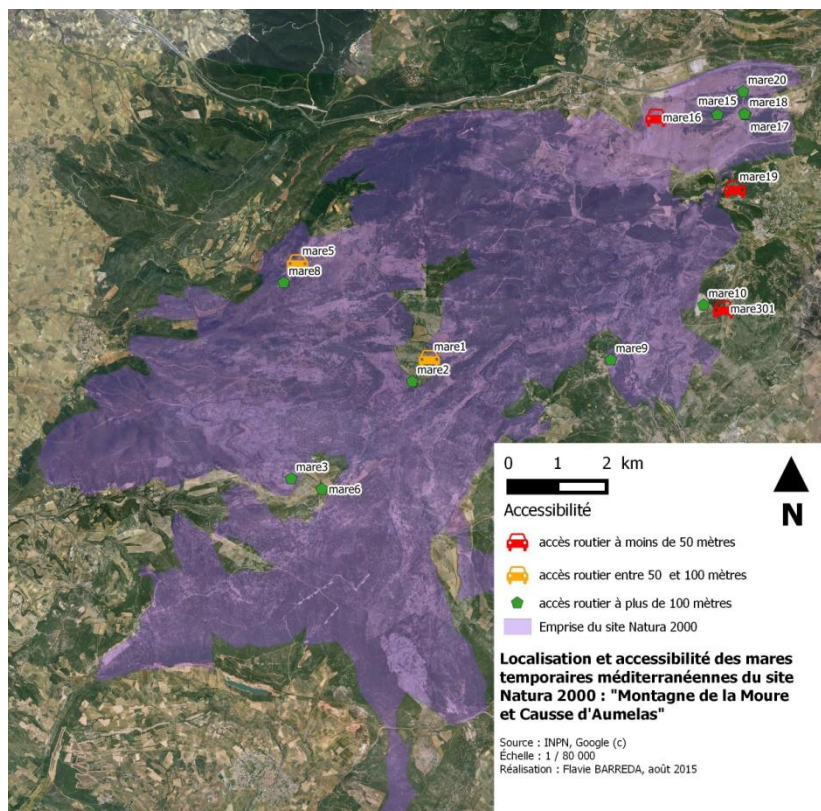 mare20
mare15
mare18
mare16
mare17
mare19
mare5
mare8
mare10
mare301
mare1
mare9
mare2
mare3
mare6
0 1 2 km
Accessibilité
N
accès routier à moins de 50 mètres
accès routier entre 50 et 100 mètres
accès routier à plus de 100 mètres
Emprise du site Natura 2000
Localisation et accessibilité des mares
temporaires méditerranéennes du site
Natura 2000 : "Montagne de la Moure
et Causse d'Aumelas"
Source : INPN, Google (c)
Échelle : 1 / 80 000
Réalisation : Flavie BARREDA, août 2015